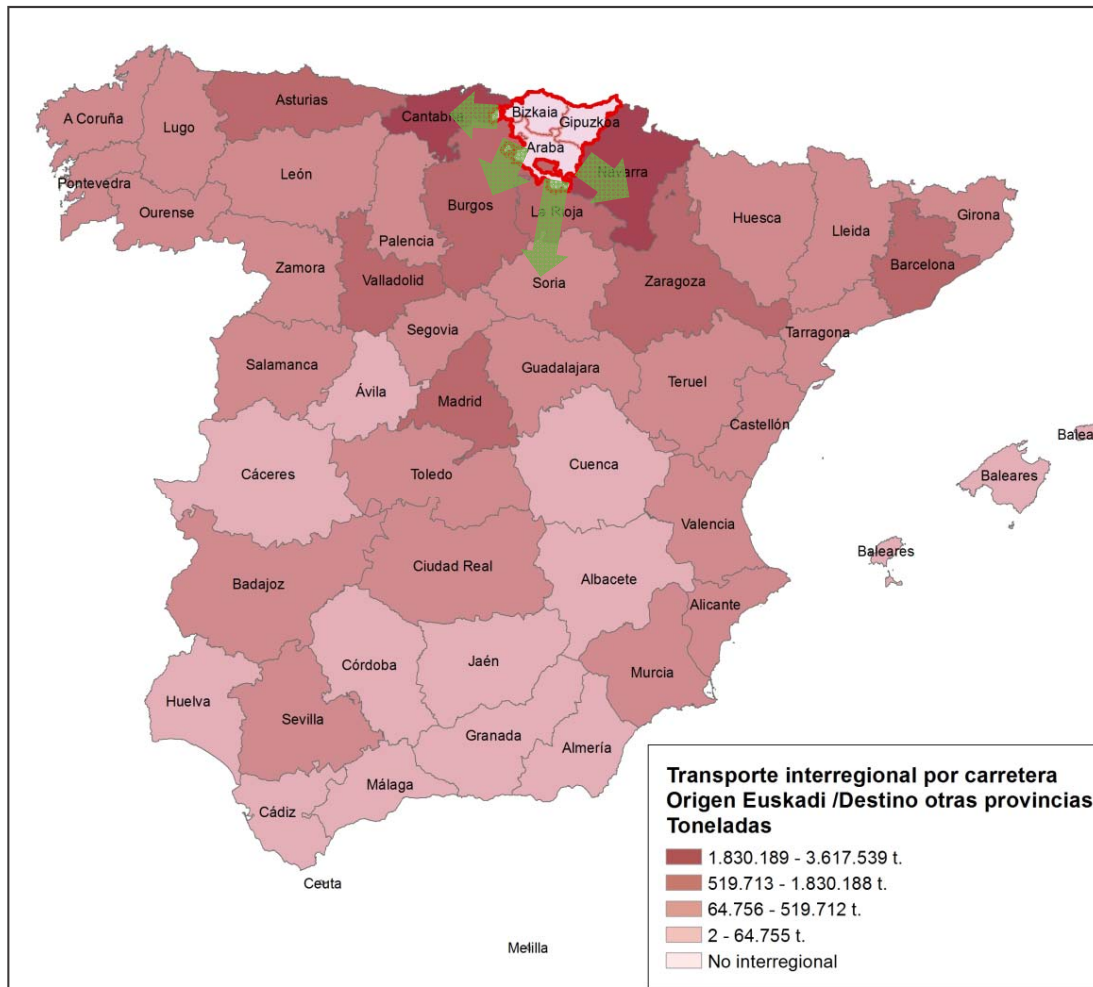 Asturias
A Coruña
Lugo
Cantabria
Bizkaia
Gipuzkoa
Araba
Navarra
León
Pontevedra
Ourense
Burgos
La Rioja
Huesca
Girona
Lleida
Palencia
Zamora
Valladolid
Soria
Zaragoza
Barcelona
Segovia
Tarragona
Salamanca
Guadalajara
Ávila
Madrid
Teruel
Castellón
Cáceres
Toledo
Cuenca
Baleares
Balea
Valencia
Baleares
Badajoz
Ciudad Real
Albacete
Alicante
Córdoba
Jaén
Murcia
Huelva
Sevilla
Granada
Almería
Málaga
Cádiz
Ceuta
Melilla
Transporte interregional por carretera
Origen Euskadi /Destino otras provincias
Toneladas
1.830.189 - 3.617.539 t.
519.713 - 1.830.188 t.
64.756 - 519.712 t.
2 - 64.755 t.
No interregional